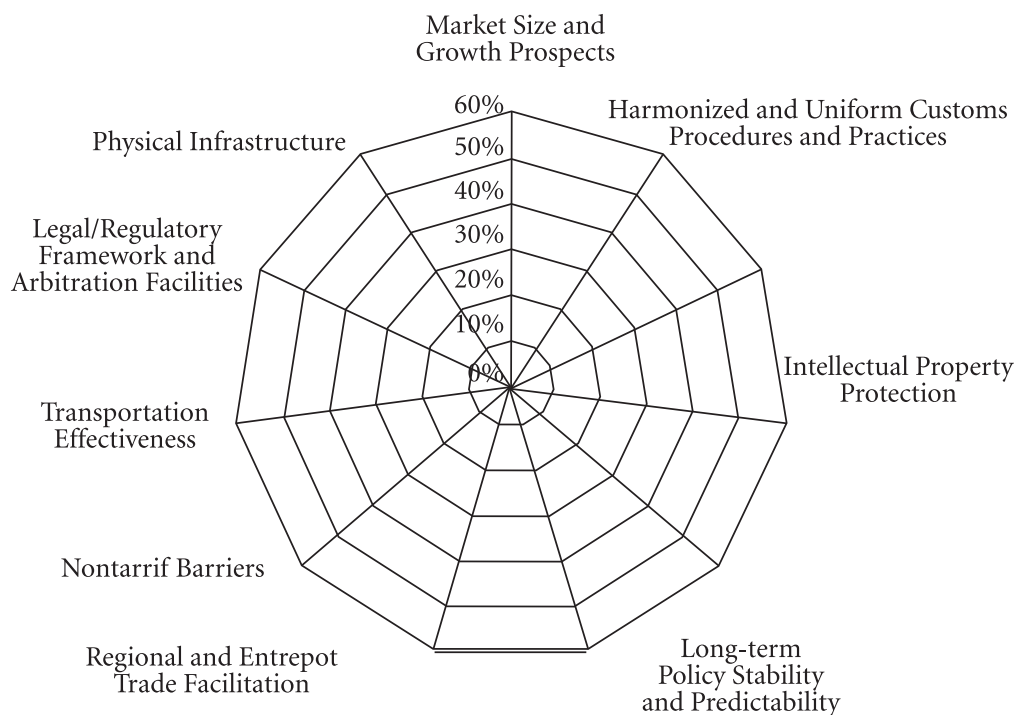 Market Size and
Growth Prospects
Harmonized and Uniform Customs
Procedures and Practices
Physical Infrastructure
60%
50%
40%
30%
20%
10%
0%
Legal/Regulatory
Framework and
Arbitration Facilities
Intellectual Property
Protection
Transportation
Effectiveness
Nontarrif Barriers
Regional and Entrepot
Trade Facilitation
Long-term
Policy Stability
and Predictability